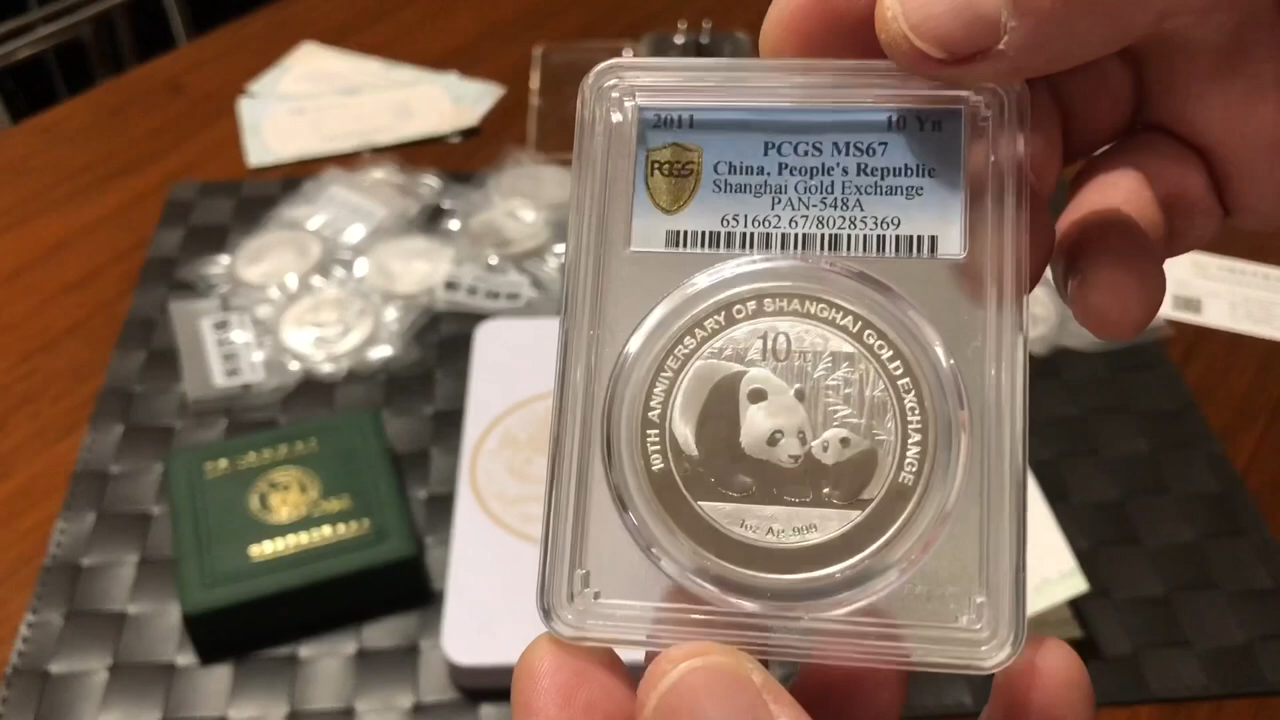 2011 10 Yn
PCGS MS67
China, People's Republic
Shanghai Gold Exchange
PAN-548A
651662.67/80285369
PCGS
10TH ANNIVERSARY OF SHANGHAI GOLD EXCHANGE
10元
1oz Ag .999